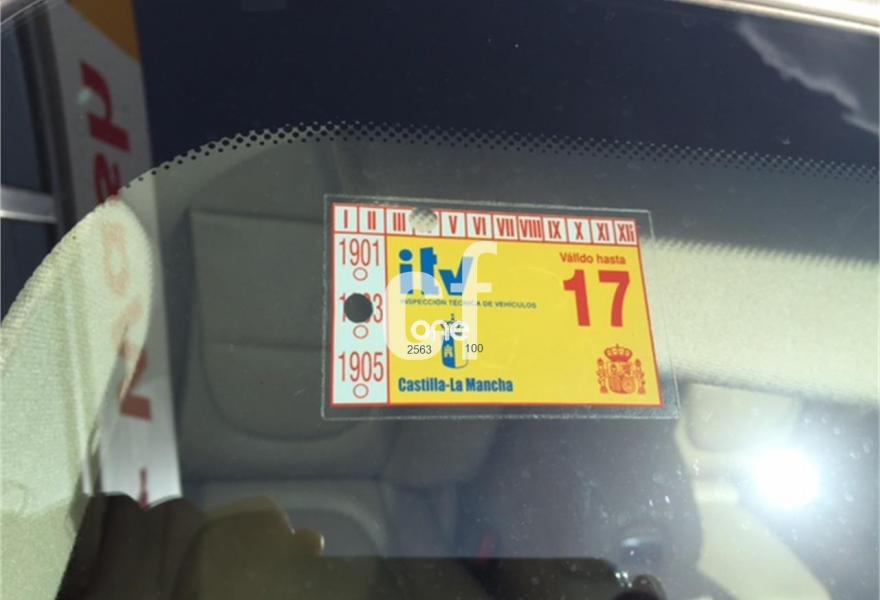 I II III V VI VII VIII IX X XI XII
1901
itv
Válido hasta
17
INSPECCIÓN TÉCNICA DE VEHÍCULOS
cf
one
2563 100
1905
Castilla-La Mancha